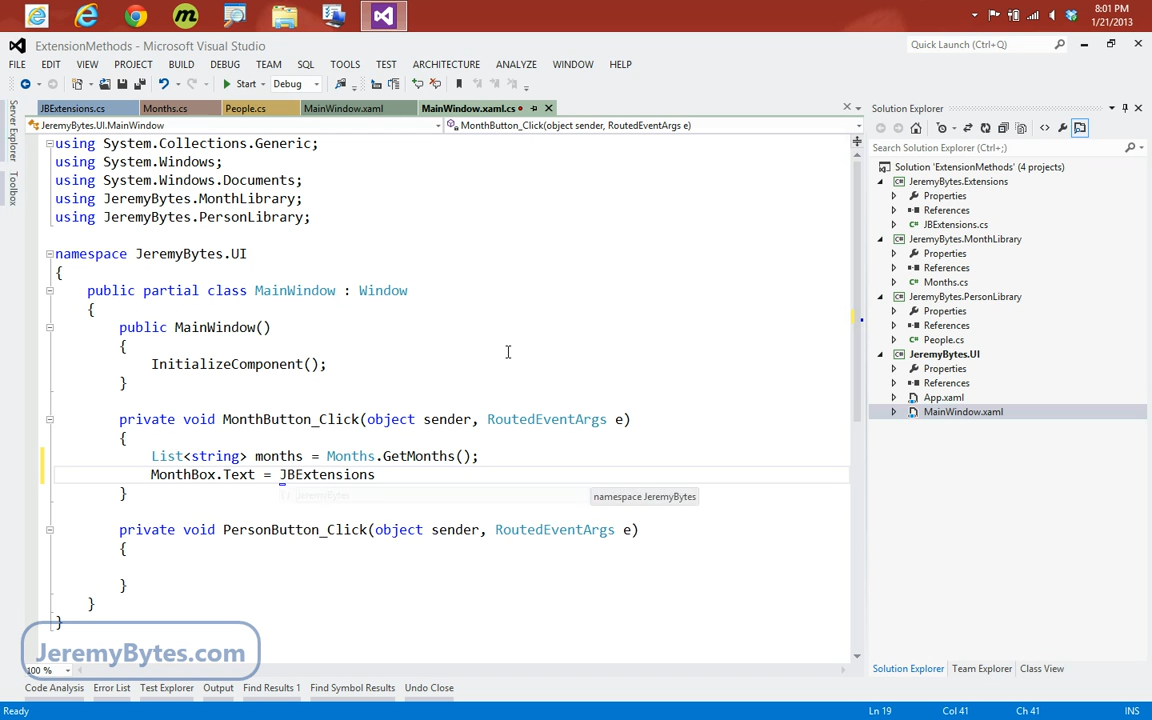 8:01 PM
1/21/2013
ExtensionMethods - Microsoft Visual Studio
Quick Launch (Ctrl+Q)
FILE EDIT VIEW PROJECT BUILD DEBUG TEAM SQL TOOLS TEST ARCHITECTURE ANALYZE WINDOW HELP
Start Debug
JBExtensions.cs Months.cs People.cs MainWindow.xaml MainWindow.xaml.cs
Solution Explorer
JeremyBytes.UI.MainWindow MonthButton_Click(object sender, RoutedEventArgs e)
Server Explorer
Toolbox
Search Solution Explorer (Ctrl+;)
using System.Collections.Generic;
using System.Windows;
using System.Windows.Documents;
using JeremyBytes.MonthLibrary;
using JeremyBytes.PersonLibrary;
namespace JeremyBytes.UI
{
public partial class MainWindow : Window
{
public MainWindow()
{
InitializeComponent();
}
private void MonthButton_Click(object sender, RoutedEventArgs e)
{
List<string> months = Months.GetMonths();
MonthBox.Text = JBExtensions
{} JeremyBytes
namespace JeremyBytes
}
private void PersonButton_Click(object sender, RoutedEventArgs e)
{
}
}
}
Solution 'ExtensionMethods' (4 projects)
JeremyBytes.Extensions
Properties
References
JBExtensions.cs
JeremyBytes.MonthLibrary
Properties
References
Months.cs
JeremyBytes.PersonLibrary
Properties
References
People.cs
JeremyBytes.UI
Properties
References
App.xaml
MainWindow.xaml
JeremyBytes.com
100 %
Solution Explorer Team Explorer Class View
Code Analysis Error List Test Explorer Output Find Results 1 Find Symbol Results Undo Close
Ready Ln 19 Col 41 Ch 41 INS